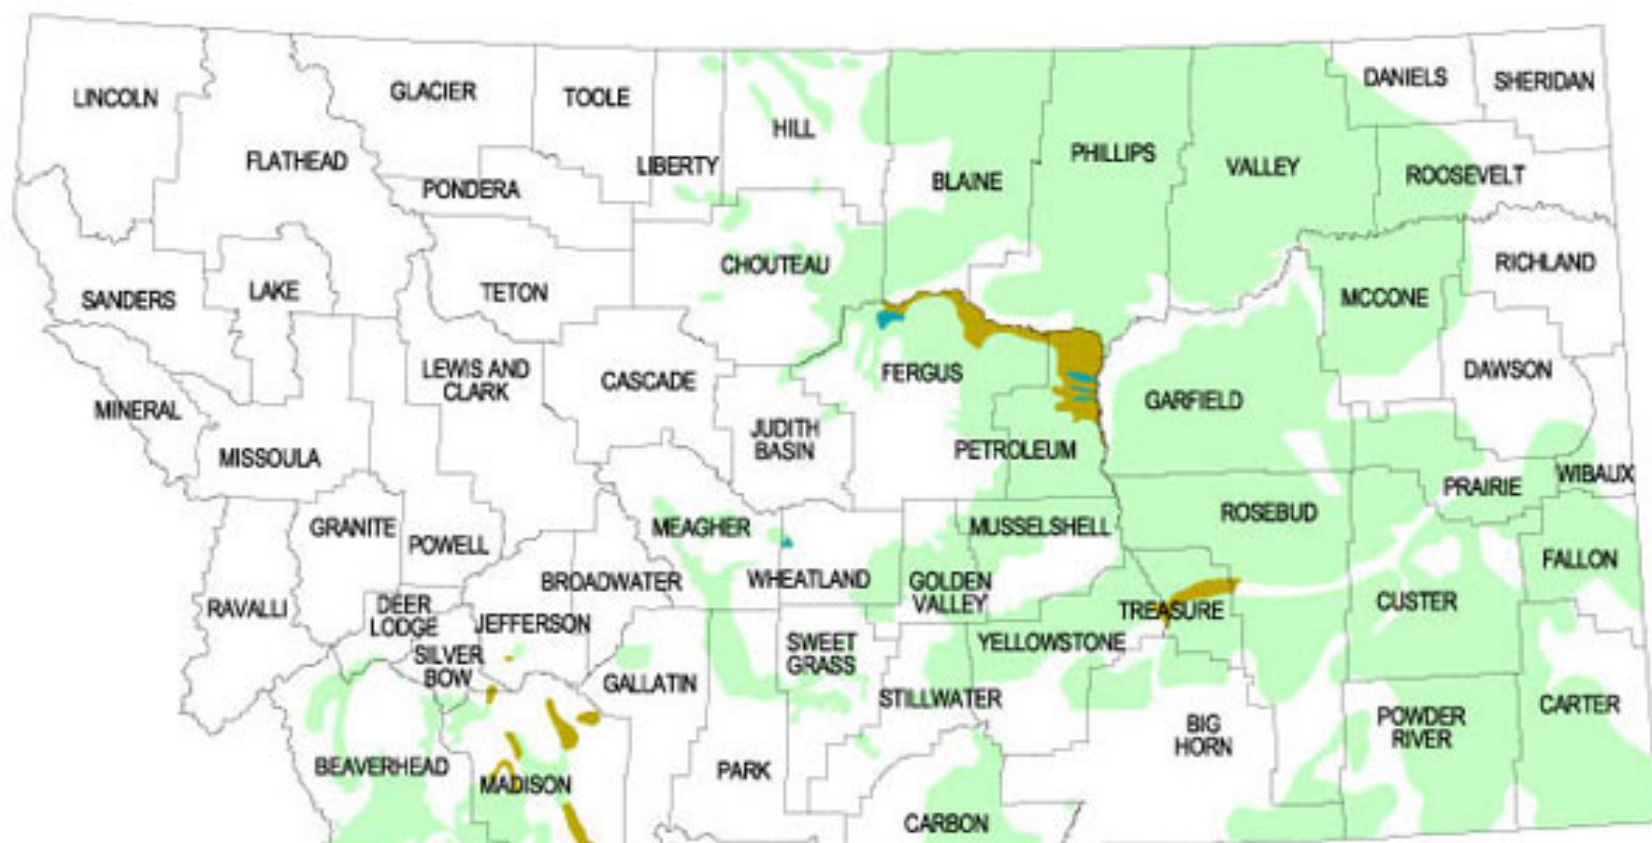 LINCOLN
FLATHEAD
GLACIER
TOOLE
LIBERTY
HILL
BLAINE
PHILLIPS
VALLEY
DANIELS
SHERIDAN
PONDERA
ROOSEVELT
SANDERS
LAKE
TETON
CHOUTEAU
MCCONE
RICHLAND
MINERAL
MISSOULA
LEWIS AND
CLARK
CASCADE
JUDITH
BASIN
FERGUS
PETROLEUM
GARFIELD
DAWSON
WIBAUX
PRAIRIE
GRANITE
POWELL
MEAGHER
MUSSELSHELL
ROSEBUD
FALLON
RAVALLI
DEER
LODGE
BROADWATER
JEFFERSON
WHEATLAND
GOLDEN
VALLEY
TREASURE
CUSTER
SILVER
BOW
GALLATIN
SWEET
GRASS
YELLOWSTONE
STILLWATER
BEAVERHEAD
MADISON
PARK
BIG
HORN
POWDER
RIVER
CARTER
CARBON